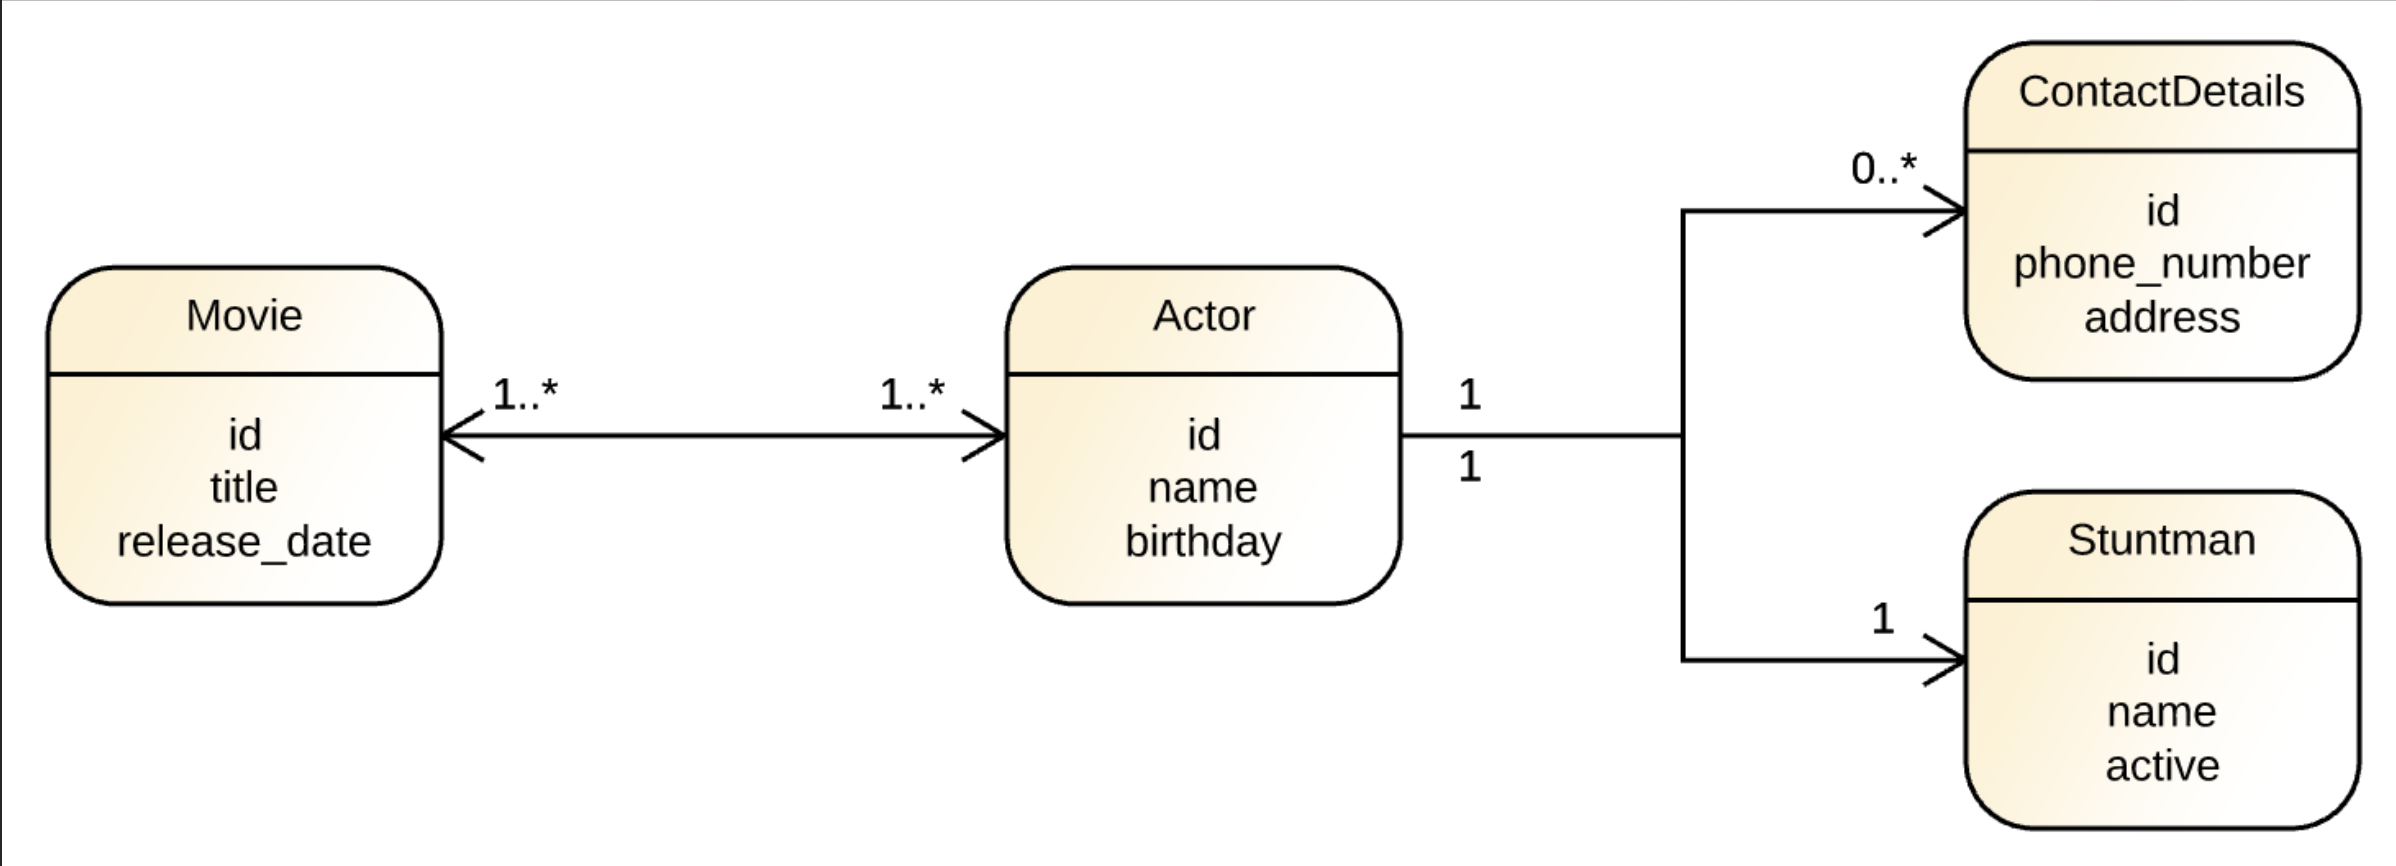 Movie
id
title
release_date
1..*
1..*
Actor
id
name
birthday
1
1
0..*
ContactDetails
id
phone_number
address
1
Stuntman
id
name
active